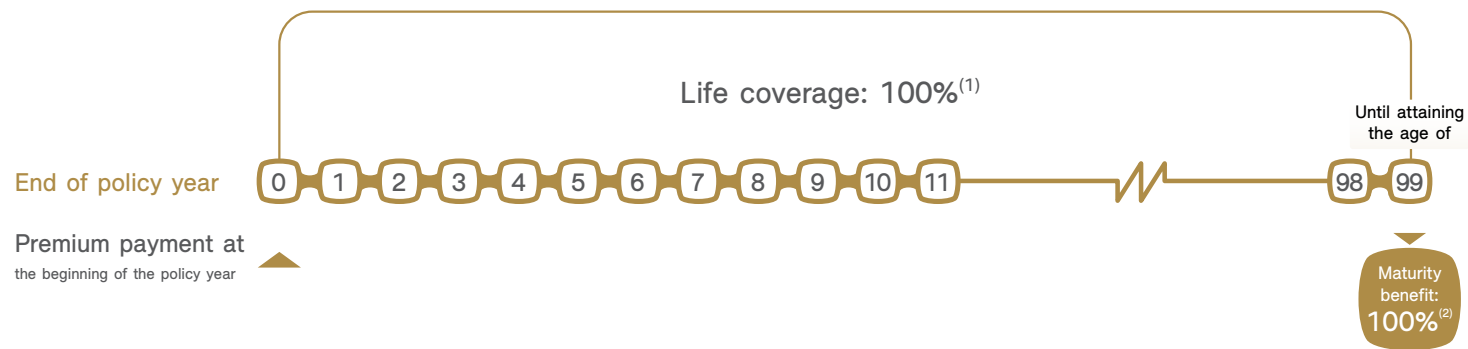 Life coverage: 100%(1)
Until attaining
the age of
End of policy year 0 1 2 3 4 5 6 7 8 9 10 11 98 99
Premium payment at
the beginning of the policy year
Maturity
benefit:
100%(2)